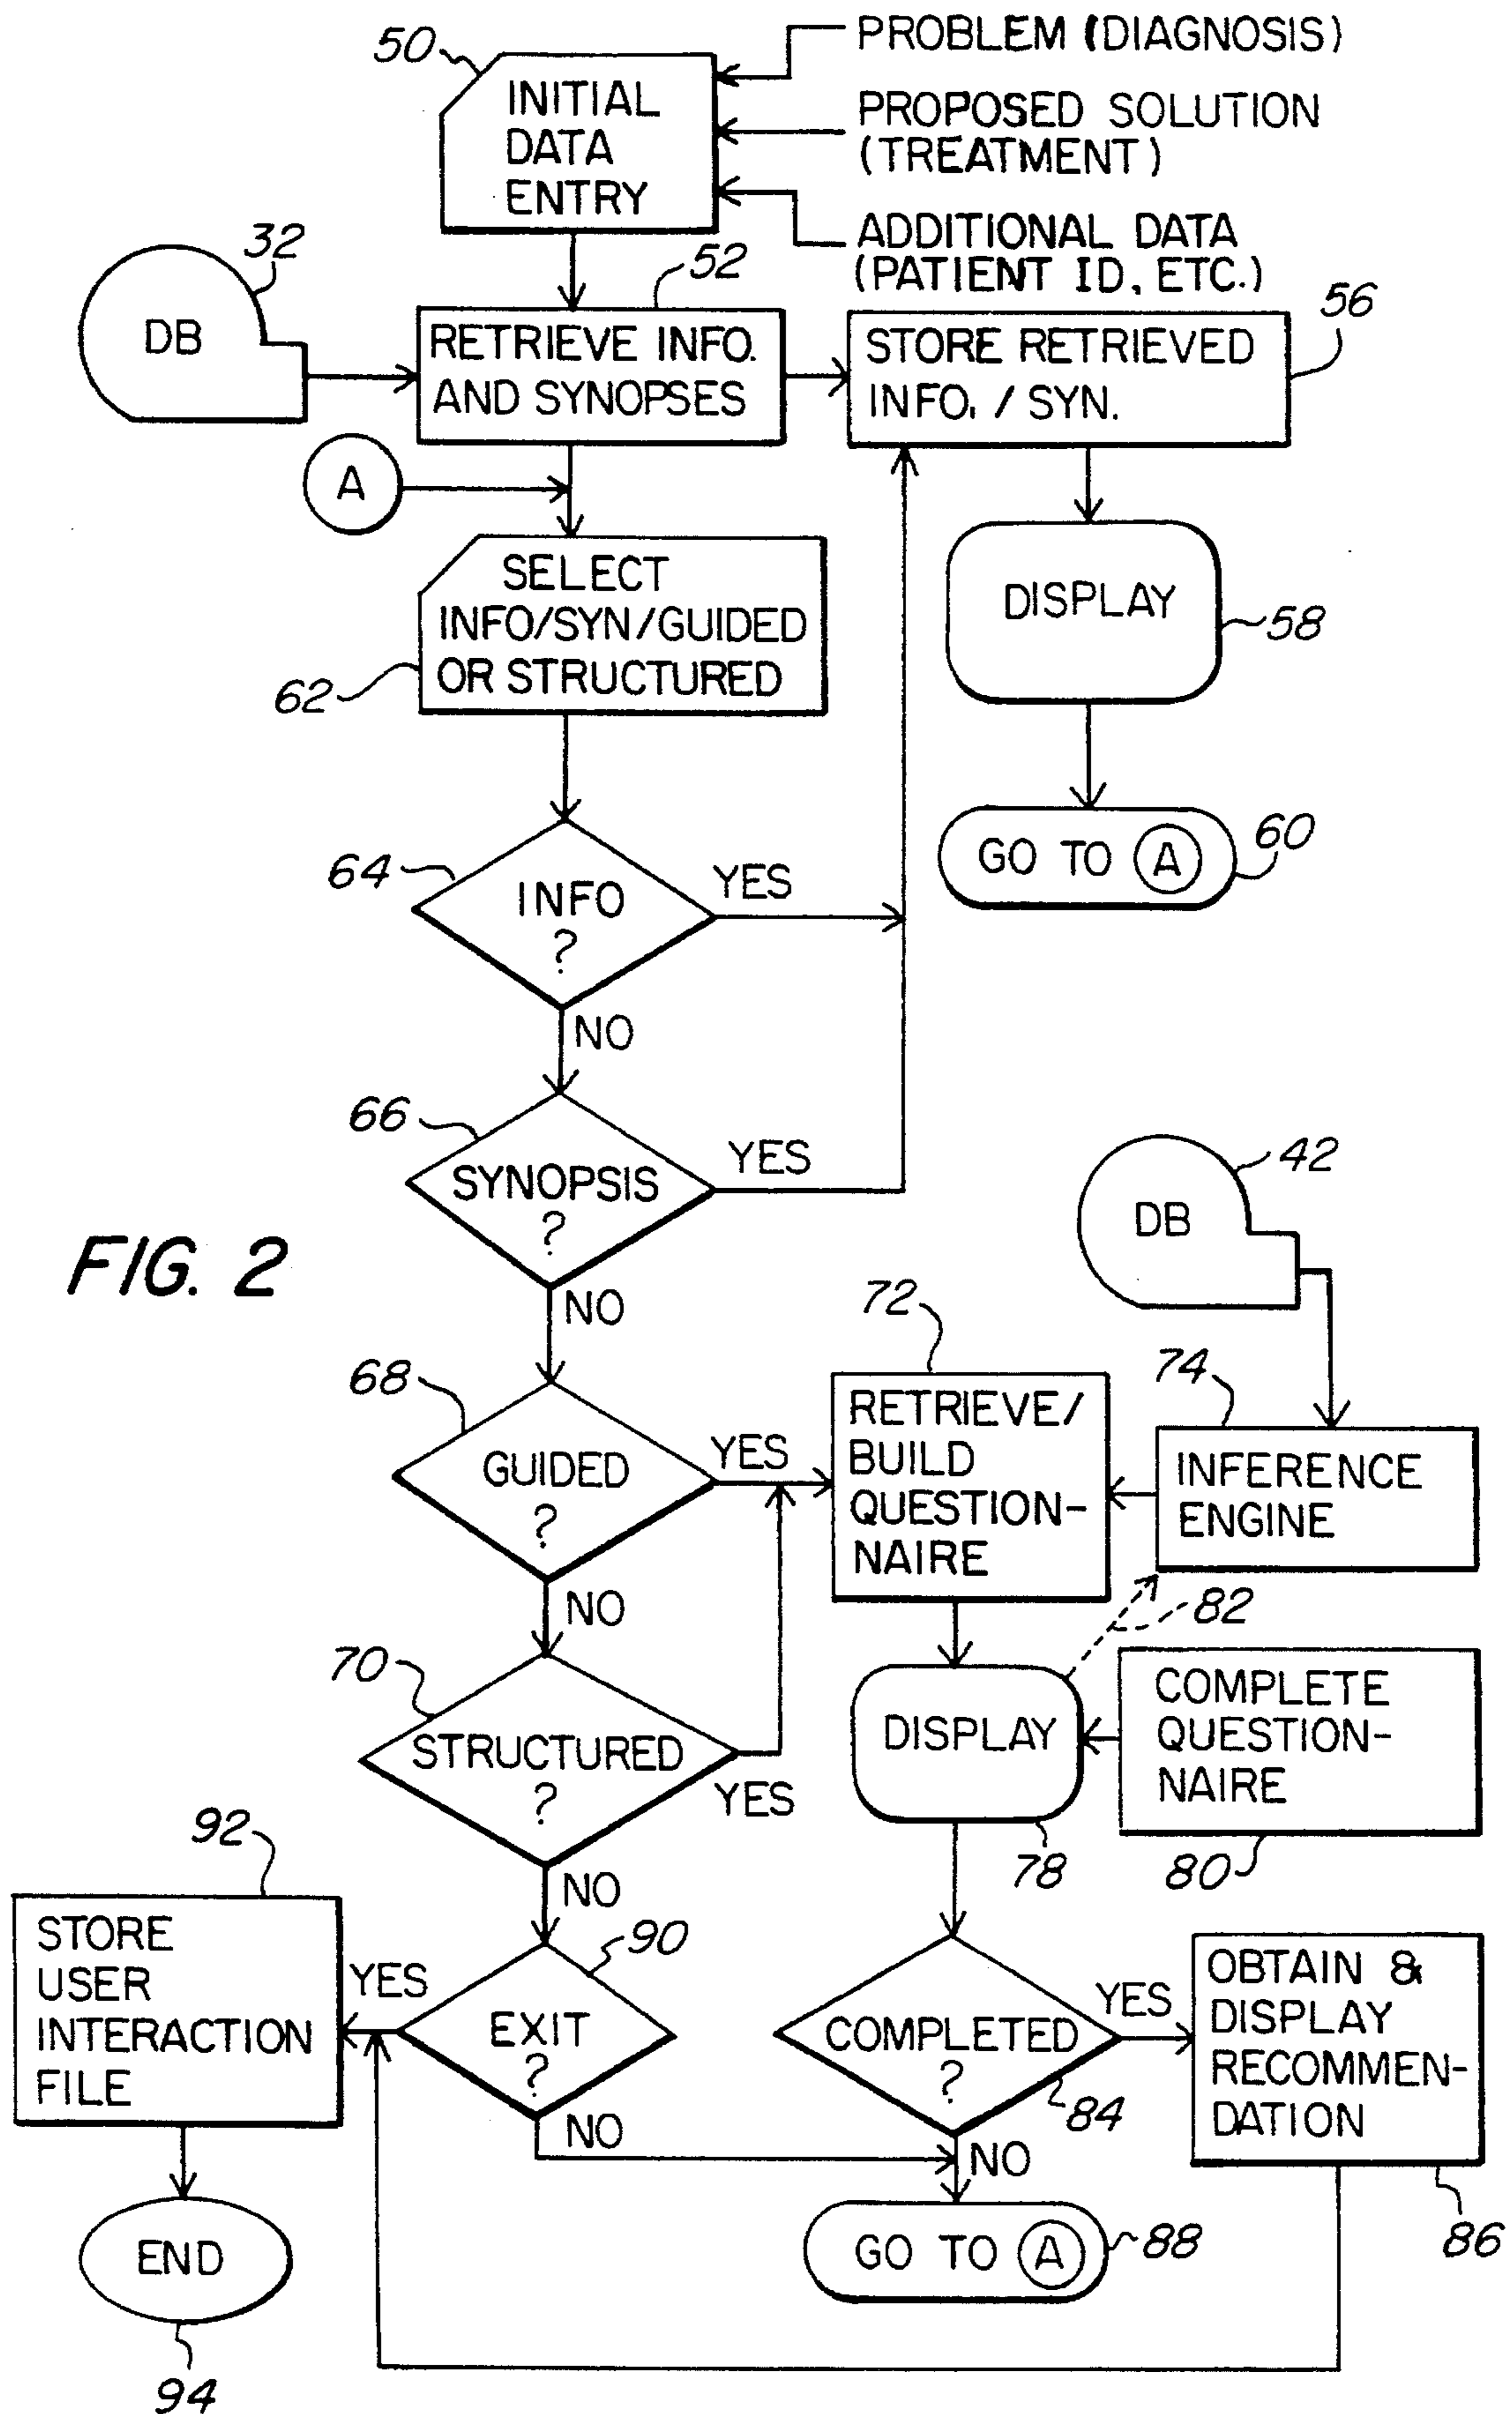 50
INITIAL
DATA
ENTRY
PROBLEM (DIAGNOSIS)
PROPOSED SOLUTION
(TREATMENT)
ADDITIONAL DATA
(PATIENT ID, ETC.)
32
DB
52
RETRIEVE INFO.
AND SYNOPSES
56
STORE RETRIEVED
INFO. / SYN.
A
SELECT
INFO/SYN/GUIDED
OR STRUCTURED
62
DISPLAY
58
GO TO A
60
64
INFO
?
YES
NO
66
SYNOPSIS
?
YES
NO
FIG. 2
42
DB
68
GUIDED
?
YES
NO
72
RETRIEVE/
BUILD
QUESTION-
NAIRE
74
INFERENCE
ENGINE
82
70
STRUCTURED
?
YES
NO
DISPLAY
78
COMPLETE
QUESTION-
NAIRE
80
92
STORE
USER
INTERACTION
FILE
YES
90
EXIT
?
NO
COMPLETED
?
84
YES
NO
OBTAIN &
DISPLAY
RECOMMEN-
DATION
86
END
94
GO TO A
88